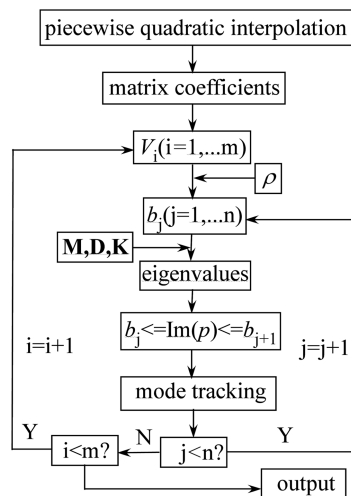 piecewise quadratic interpolation
matrix coefficients
Vi(i=1,...m)
ρ
bj(j=1,...n)
M,D,K
eigenvalues
bj<=Im(p)<=bj+1
i=i+1
j=j+1
mode tracking
Y
N
Y
i<m?
j<n?
output